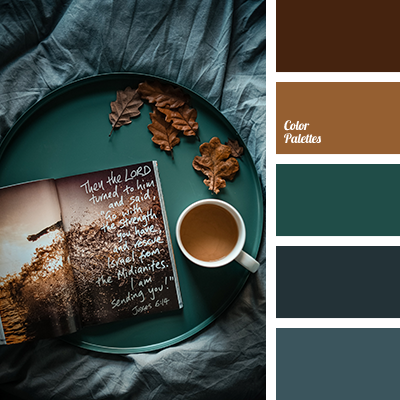 Then the LORD
turned to him
and said,
"Go with
the strength
you have
and rescue
Israel from
the Midianites.
I am
sending you!"
Judges 6:14
Color
Palettes